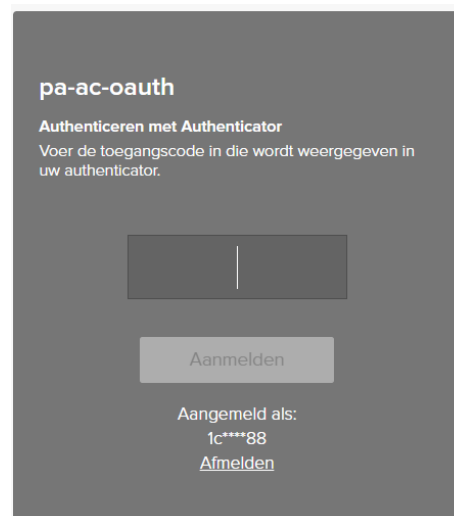 pa-ac-oauth
Authenticeren met Authenticator
Voer de toegangscode in die wordt weergegeven in
uw authenticator.
Aanmelden
Aangemeld als:
1c****88
Afmelden